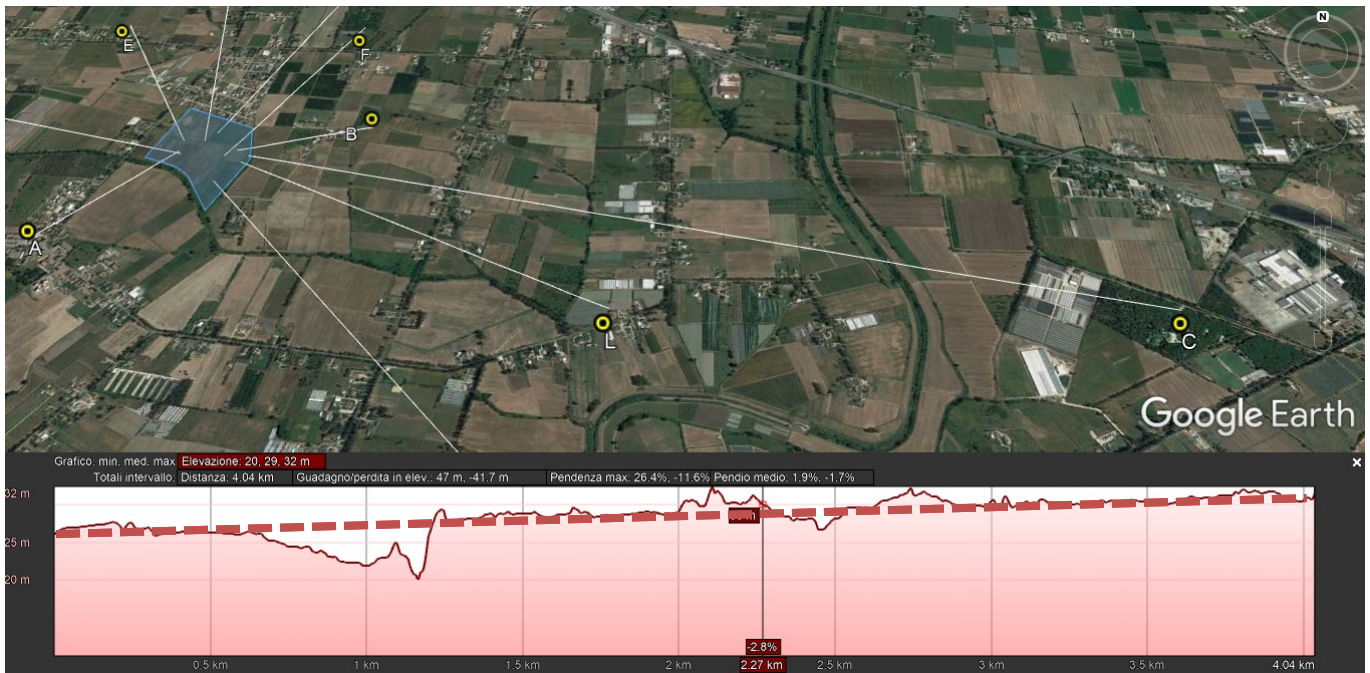 N
E
F
B
A
L
C
Google Earth
Grafico: min. med. max Elevazione: 20, 29, 32 m
Totali intervallo: Distanza: 4.04 km Guadagno/perdita in elev.: 47 m, -41.7 m Pendenza max: 26.4%, -11.6% Pendio medio: 1.9%, -1.7%
32 m
25 m
20 m
-2.8%
0.5 km 1 km 1.5 km 2 km 2.27 km 2.5 km 3 km 3.5 km 4.04 km